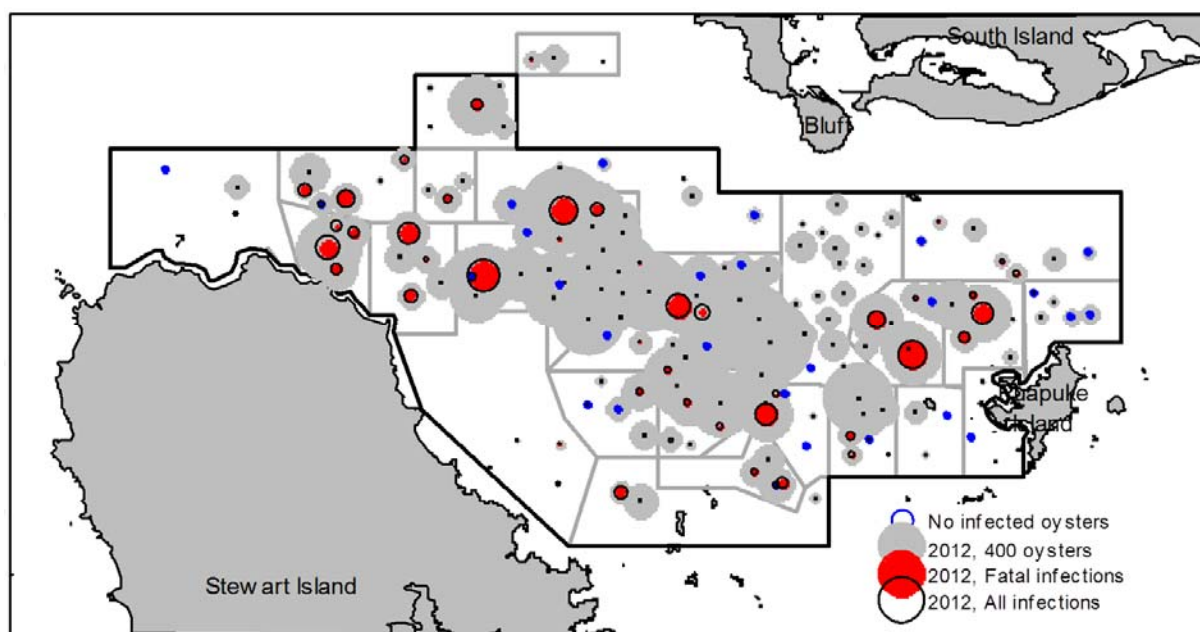 South Island
Bluff
Ruapuke
Island
No infected oysters
2012, 400 oysters
2012, Fatal infections
2012, All infections
Stewart Island